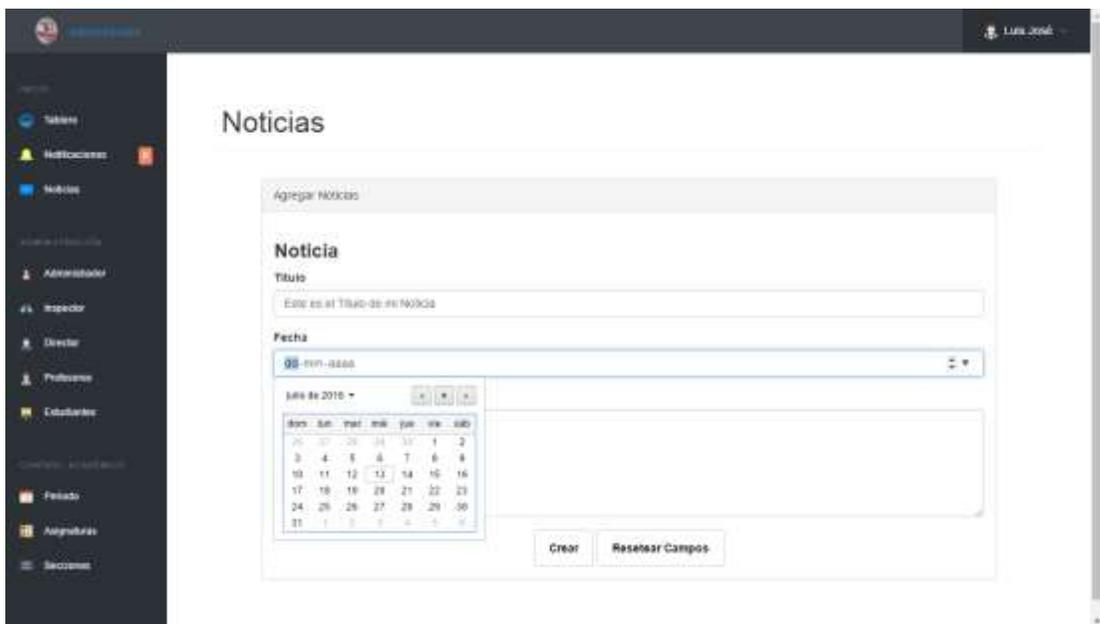 Luis José
Tablero
Notificaciones
Noticias
Administrador
Inspector
Director
Profesores
Estudiantes
Periodo
Asignaturas
Secciones
Noticias
Agregar Noticias
Noticia
Título
Este es el Título de mi Noticia
Fecha
dd-mm-aaaa
julio de 2016
dom lun mar mié jue vie sáb
26 27 28 29 30 1 2
3 4 5 6 7 8 9
10 11 12 13 14 15 16
17 18 19 20 21 22 23
24 25 26 27 28 29 30
31 1 2 3 4 5 6
Crear Resetear Campos